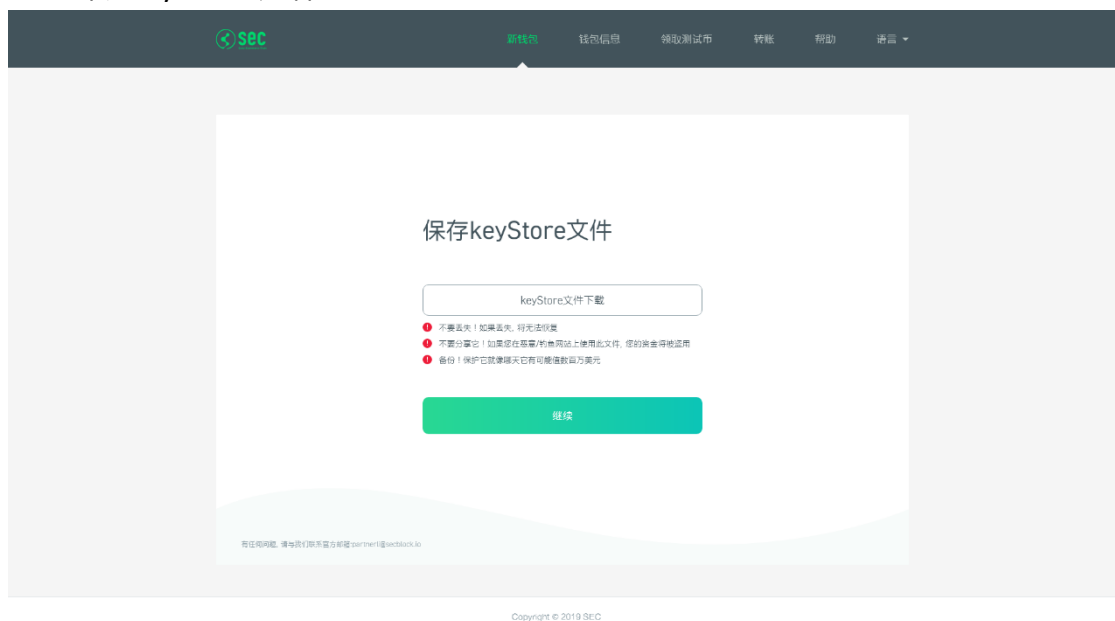 sec
新钱包 钱包信息 领取测试币 转账 帮助 语言
保存keyStore文件
keyStore文件下载
不要丢失！如果丢失, 将无法恢复
不要分享它！如果您在恶意/钓鱼网站上使用此文件, 您的资金将被盗用
备份！保护它就像哪天它有可能值数百万美元
继续
有任何问题, 请与我们联系官方邮箱:partnerl@secblock.io
Copyright © 2019 SEC